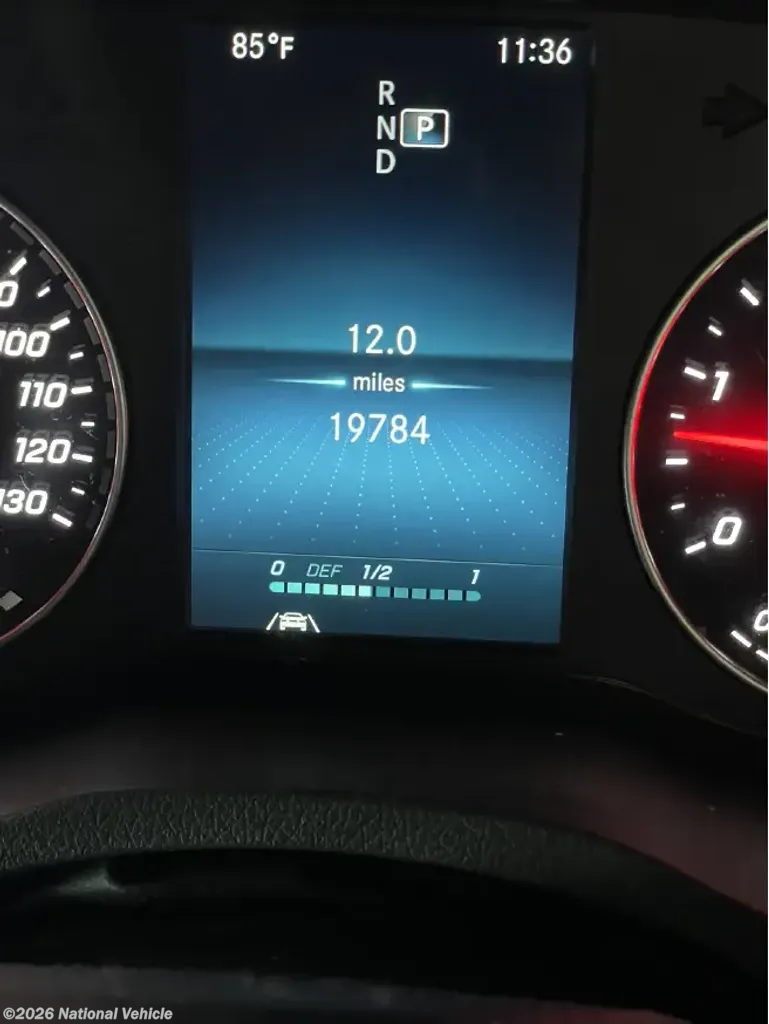 85°F 11:36
R
N P
D
100
110
120
130
12.0
miles
19784
0 DEF 1/2 1
1
0
©2026 National Vehicle